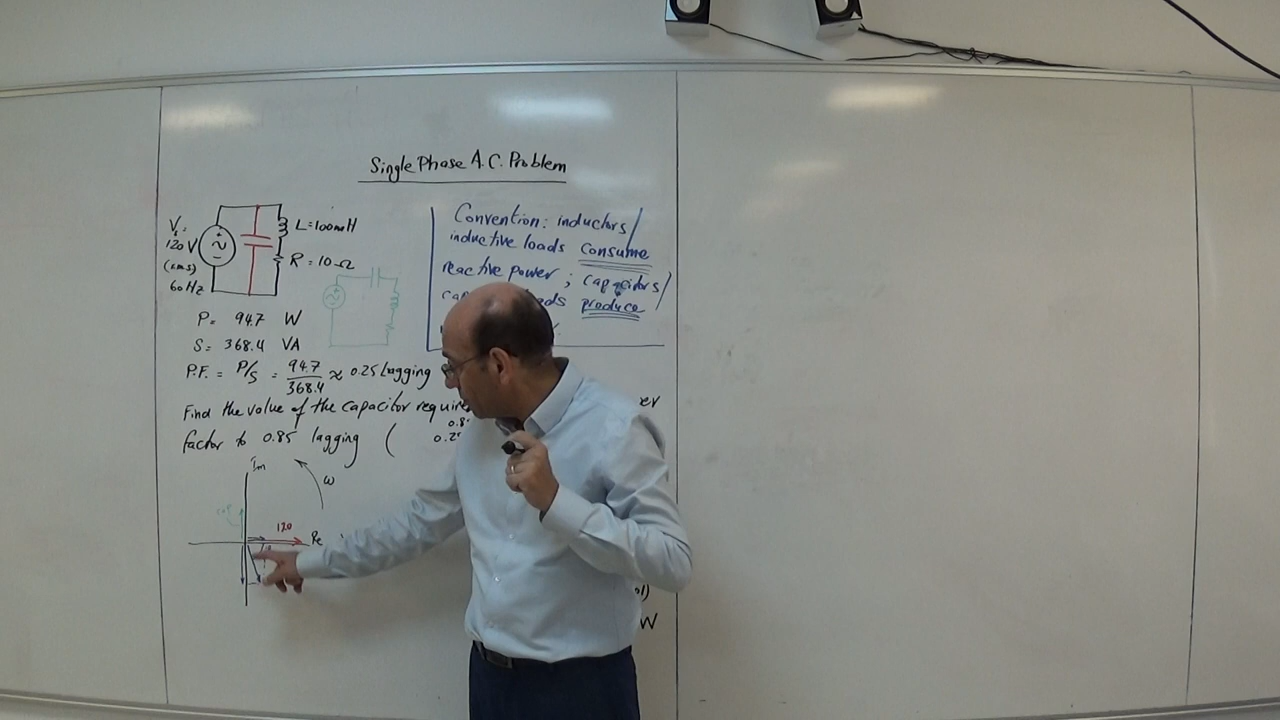 Single Phase A.C. Problem
Vs =
120 V
(rms)
60 Hz
L = 100 mH
R = 10 Ω
Convention: inductors/
inductive loads consume
reactive power ; capacitors/
produce
P = 94.7 W
S = 368.4 VA
P.F. = P/S = 94.7/368.4 ≈ 0.25 lagging
Find the value of the capacitor
factor to 0.85 lagging (
Im
ω
120
Re
W